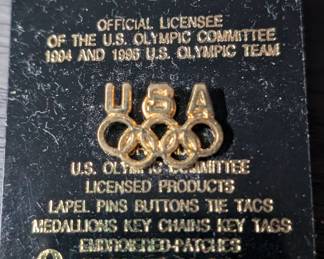 OFFICIAL LICENSEE
OF THE U.S. OLYMPIC COMMITTEE
1994 AND 1996 U.S. OLYMPIC TEAM
USA
U.S. OLYMPIC COMMITTEE
LICENSED PRODUCTS
LAPEL PINS BUTTONS TIE TACS
MEDALLIONS KEY CHAINS KEY TAGS
EMBROIDERED PATCHES